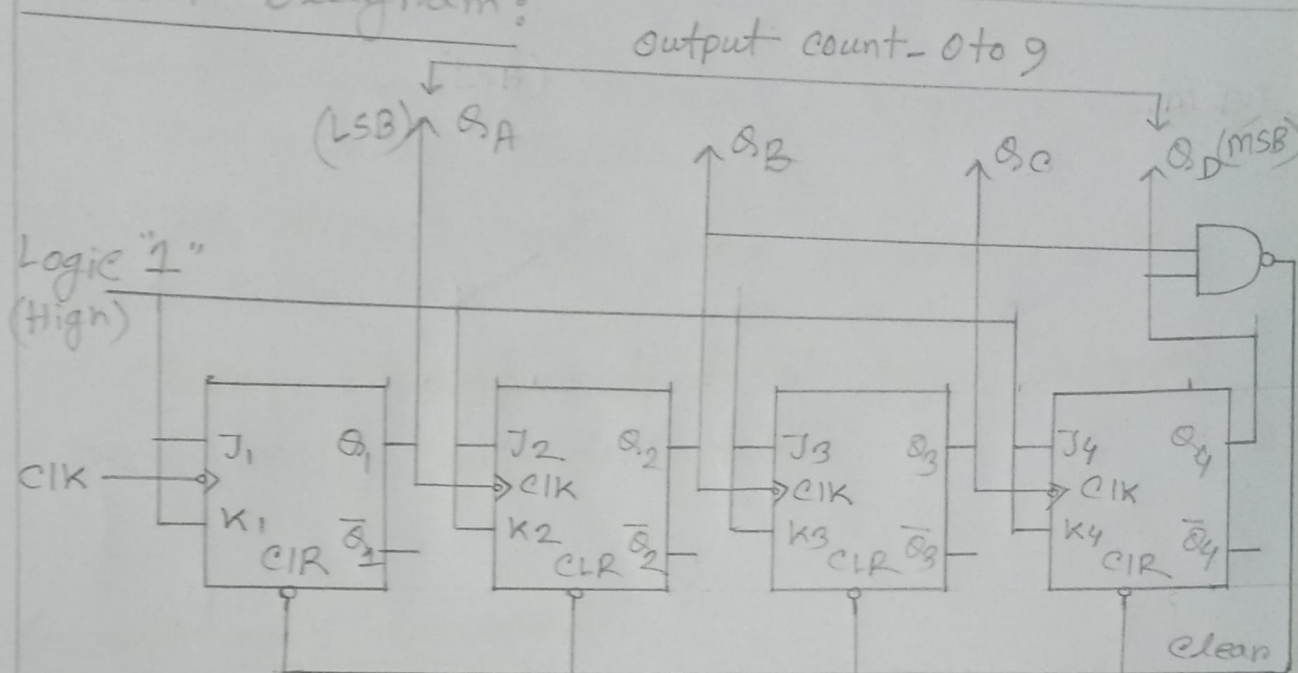 Diagram:
output count- 0 to 9
(LSB) QA QB QC QD (MSB)
Logic "1"
(Hign)
J1 Q1 J2 Q2 J3 Q3 J4 Q4
CIK CIK CIK CIK
K1 K2 K3 K4
CIR Q̅1 CLR Q̅2 CLR Q̅3 CIR Q̅4
Clear